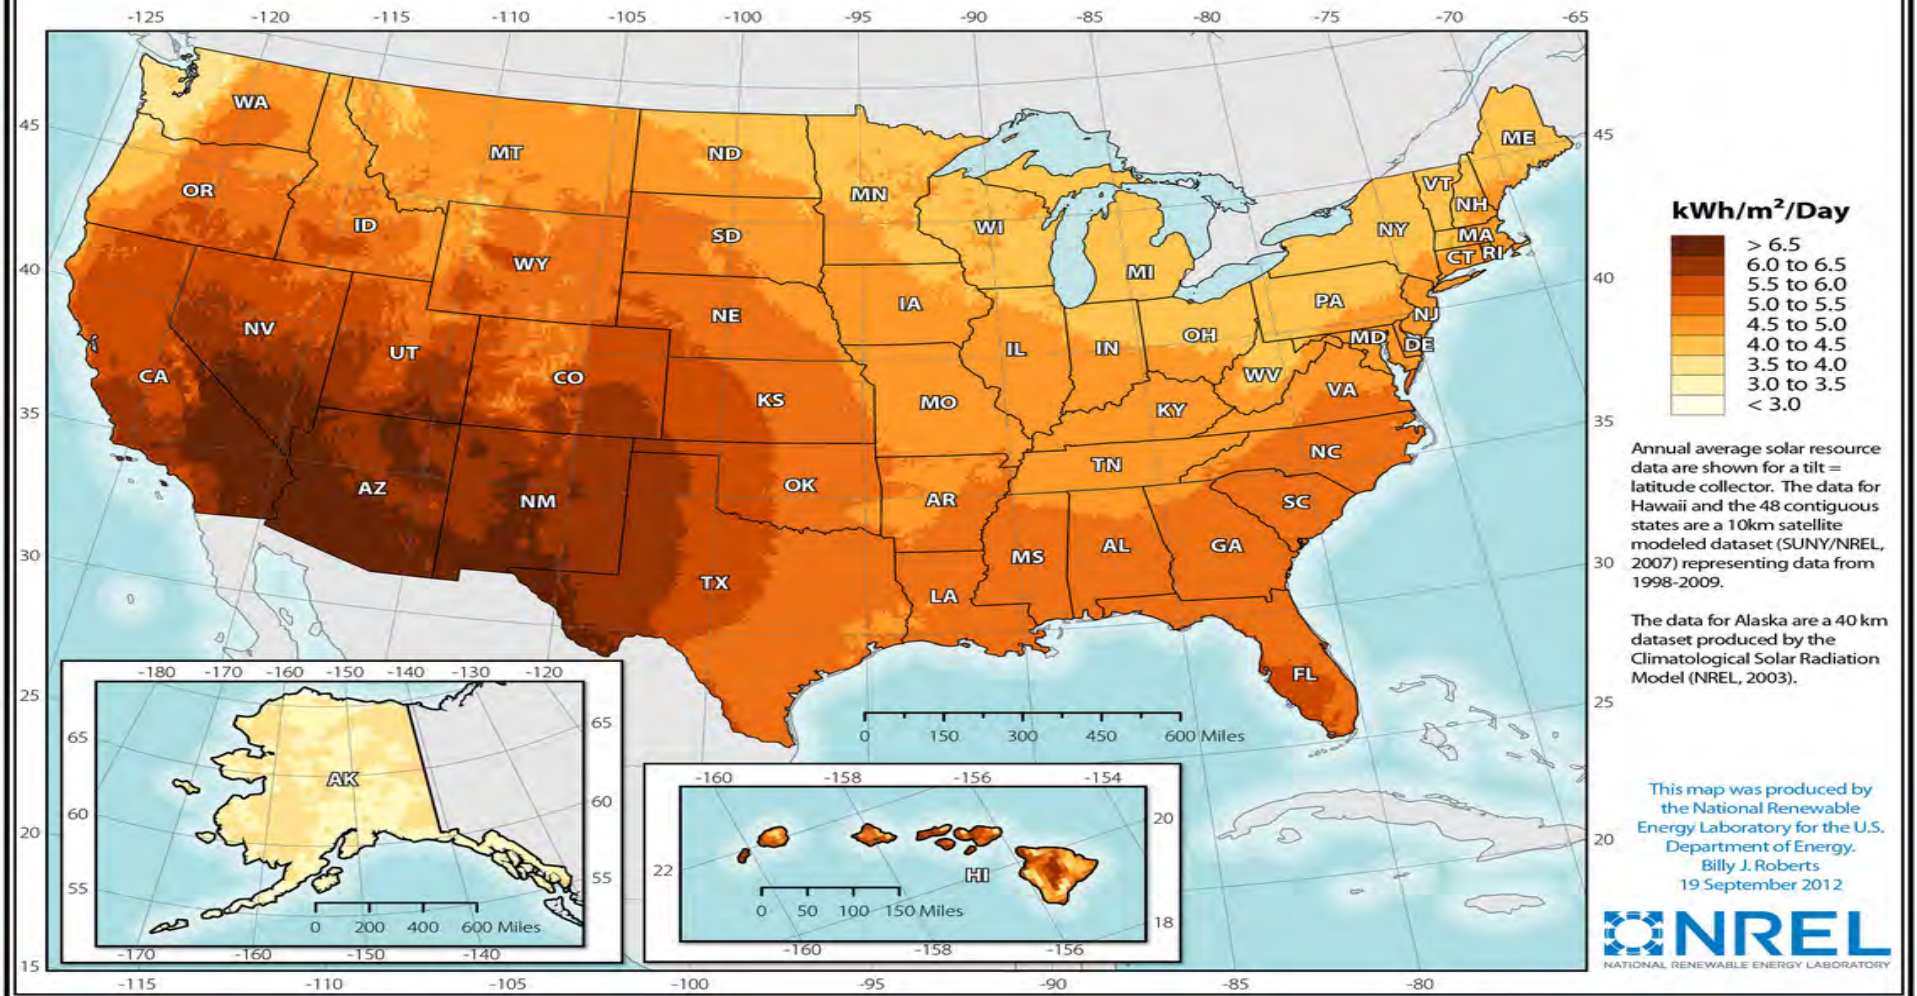 -125 -120 -115 -110 -105 -100 -95 -90 -85 -80 -75 -70 -65
45 45
40 40
35 35
30 30
25 25
20 20
15
WA
OR
CA
NV
ID
MT
WY
UT
CO
AZ
NM
ND
SD
NE
KS
OK
TX
MN
IA
MO
AR
LA
WI
IL
MI
IN
OH
KY
TN
MS
AL
GA
FL
SC
NC
VA
WV
PA
NY
MD
DE
NJ
CT
RI
MA
VT
NH
ME
0 150 300 450 600 Miles
-180 -170 -160 -150 -140 -130 -120
65 65
60 60
55 55
AK
0 200 400 600 Miles
-170 -160 -150 -140
-160 -158 -156 -154
20
22
HI
0 50 100 150 Miles
18
-160 -158 -156
-115 -110 -105 -100 -95 -90 -85 -80
kWh/m²/Day
> 6.5
6.0 to 6.5
5.5 to 6.0
5.0 to 5.5
4.5 to 5.0
4.0 to 4.5
3.5 to 4.0
3.0 to 3.5
< 3.0
Annual average solar resource
data are shown for a tilt =
latitude collector. The data for
Hawaii and the 48 contiguous
states are a 10km satellite
modeled dataset (SUNY/NREL,
2007) representing data from
1998-2009.
The data for Alaska are a 40 km
dataset produced by the
Climatological Solar Radiation
Model (NREL, 2003).
This map was produced by
the National Renewable
Energy Laboratory for the U.S.
Department of Energy.
Billy J. Roberts
19 September 2012
NREL
NATIONAL RENEWABLE ENERGY LABORATORY